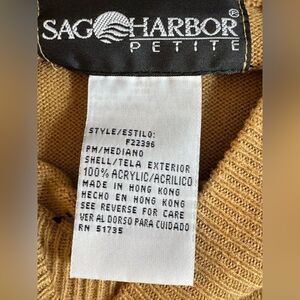 SAG HARBOR®
PETITE
STYLE/ESTILO:
F22396
PM/MEDIANO
SHELL/TELA EXTERIOR
100% ACRYLIC/ACRILICO
MADE IN HONG KONG
HECHO EN HONG KONG
SEE REVERSE FOR CARE
VER AL DORSO PARA CUIDADO
RN 51735